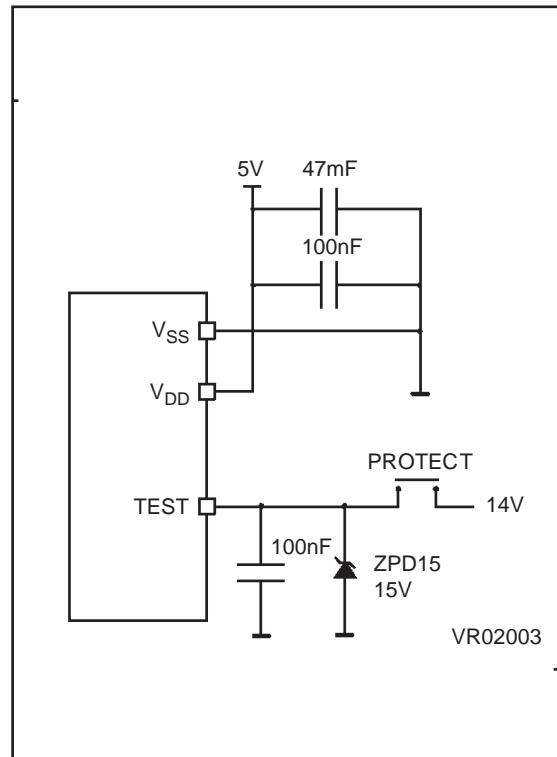 5V 47mF
100nF
VSS
VDD
PROTECT
TEST 14V
100nF
ZPD15
15V
VR02003